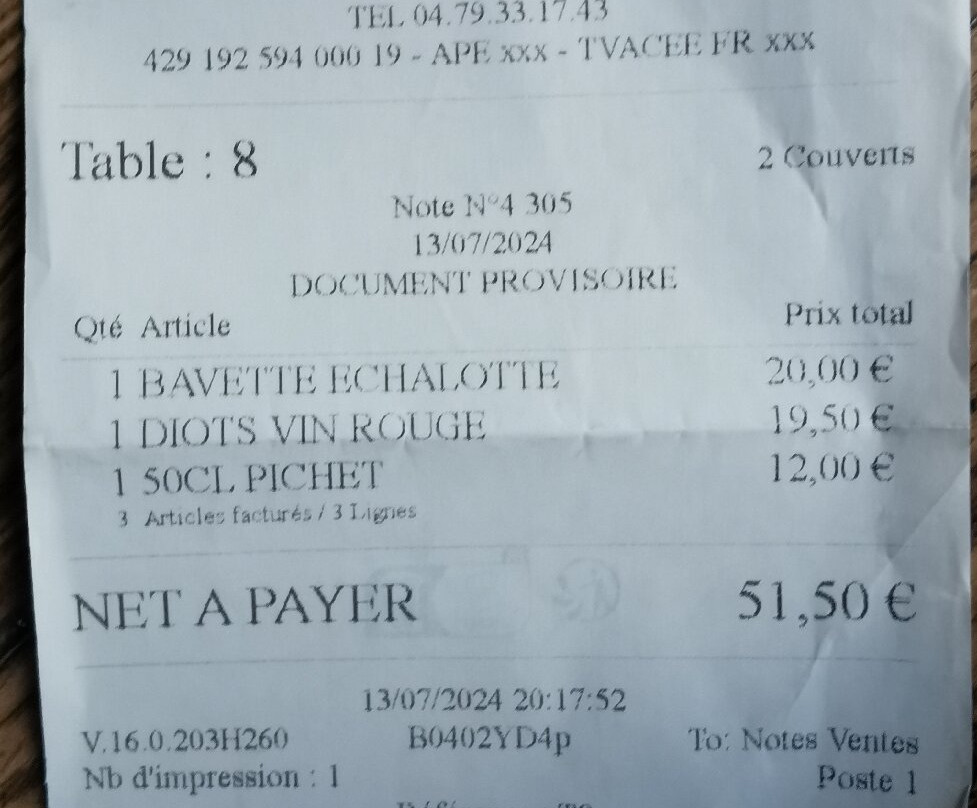 TEL 04.79.33.17.43
429 192 594 000 19 - APE xxx - TVACEE FR xxx
Table : 8
2 Couverts
Note N°4 305
13/07/2024
DOCUMENT PROVISOIRE
Qté Article Prix total
1 BAVETTE ECHALOTTE 20,00 €
1 DIOTS VIN ROUGE 19,50 €
1 50CL PICHET 12,00 €
3 Articles facturés / 3 Lignes
NET A PAYER 51,50 €
13/07/2024 20:17:52
V.16.0.203H260 B0402YD4p To: Notes Ventes
Nb d'impression : 1 Poste 1